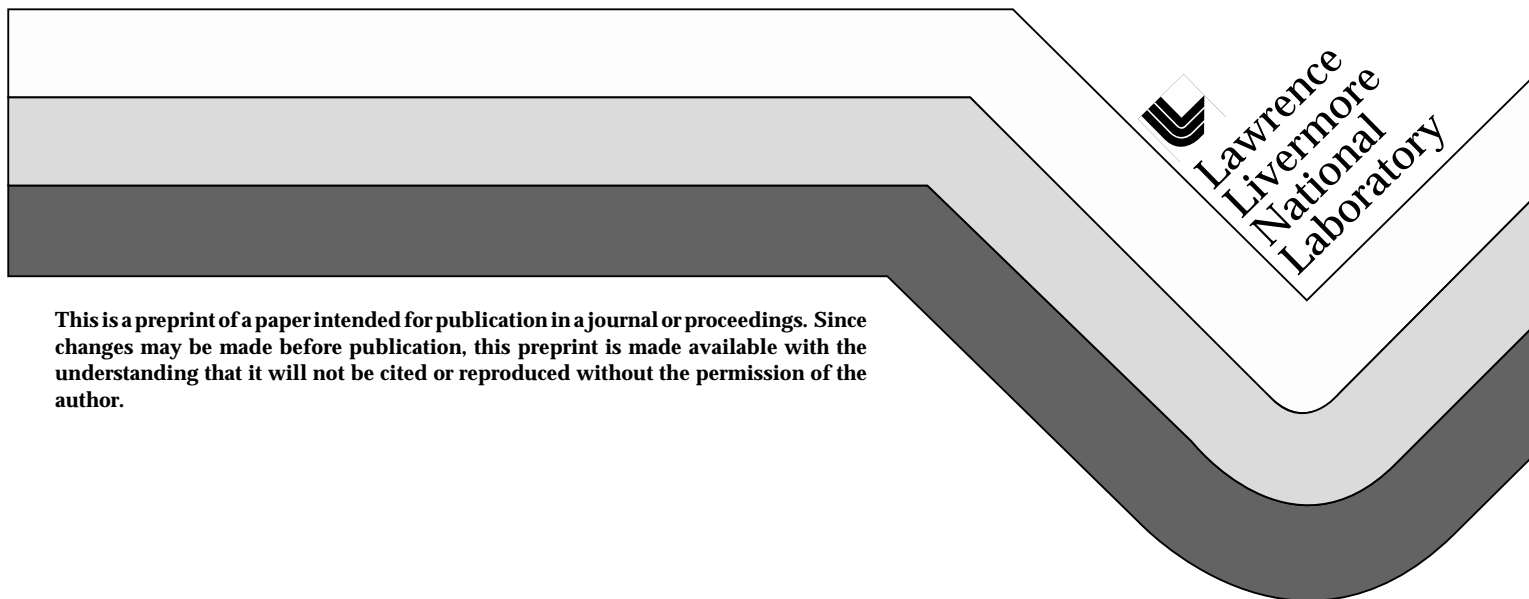 Lawrence
Livermore
National
Laboratory
This is a preprint of a paper intended for publication in a journal or proceedings. Since
changes may be made before publication, this preprint is made available with the
understanding that it will not be cited or reproduced without the permission of the
author.